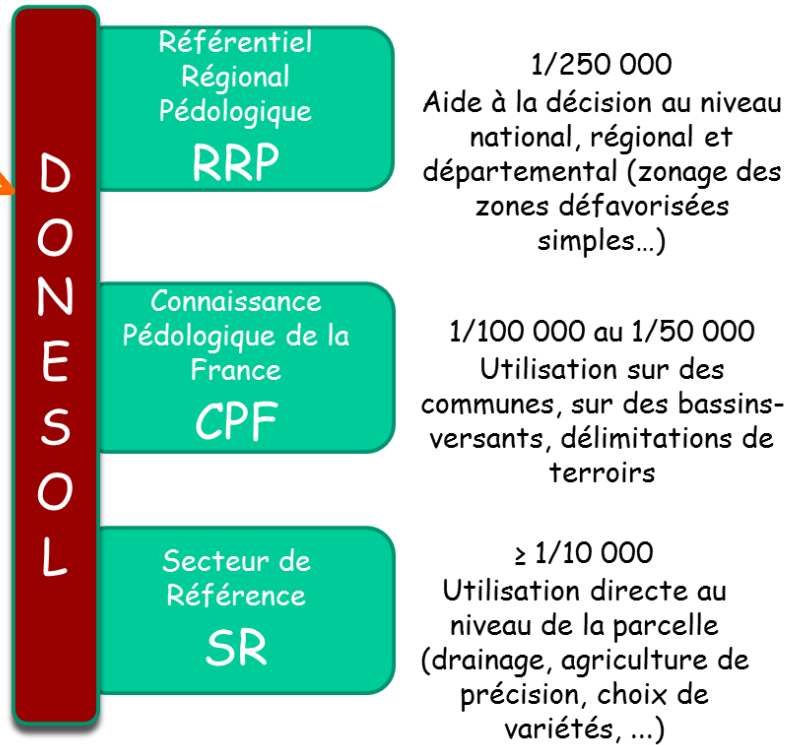 DONESOL
Référentiel
Régional
Pédologique
RRP
1/250 000
Aide à la décision au niveau
national, régional et
départemental (zonage des
zones défavorisées
simples…)
Connaissance
Pédologique de la
France
CPF
1/100 000 au 1/50 000
Utilisation sur des
communes, sur des bassins-
versants, délimitations de
terroirs
Secteur de
Référence
SR
≥ 1/10 000
Utilisation directe au
niveau de la parcelle
(drainage, agriculture de
précision, choix de
variétés, ...)